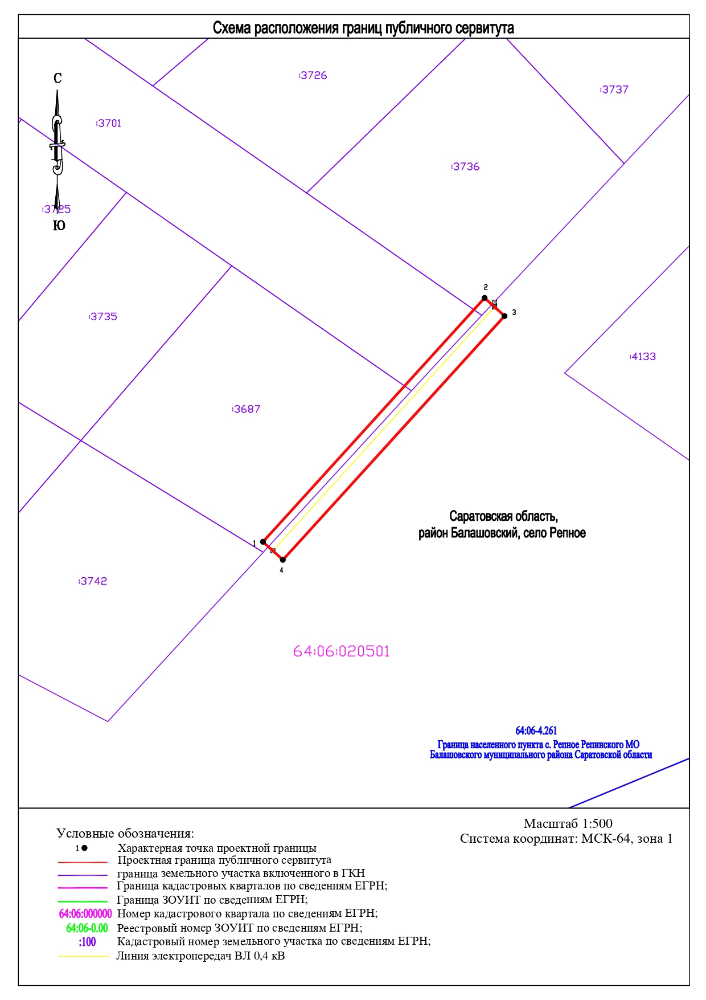 Схема расположения границ публичного сервитута
С
:3726
:3737
:3701
:3736
:3725
Ю
2
3
:3735
:4133
:3687
Саратовская область,
район Балашовский, село Репное
1
4
:3742
64:06:020501
64:06-4.261
Граница населенного пункта с. Репное Репинского МО
Балашовского муниципального района Саратовской области
Масштаб 1:500
Система координат: МСК-64, зона 1
Условные обозначения:
1 Характерная точка проектной границы
Проектная граница публичного сервитута
граница земельного участка включенного в ГКН
Граница кадастровых кварталов по сведениям ЕГРН;
Граница ЗОУИТ по сведениям ЕГРН;
64:06:000000 Номер кадастрового квартала по сведениям ЕГРН;
64:06-0.00 Реестровый номер ЗОУИТ по сведениям ЕГРН;
:100 Кадастровый номер земельного участка по сведениям ЕГРН;
Линия электропередач ВЛ 0,4 кВ